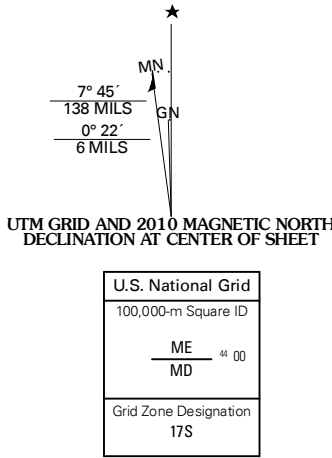 ★
MN
7° 45´
138 MILS
GN
0° 22´
6 MILS
UTM GRID AND 2010 MAGNETIC NORTH
DECLINATION AT CENTER OF SHEET
U.S. National Grid
100,000-m Square ID
ME
44 00
MD
Grid Zone Designation
17S